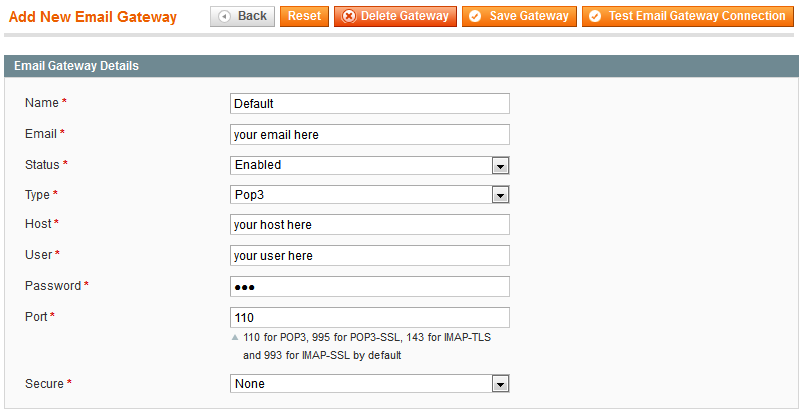 Add New Email Gateway
Back
Reset
Delete Gateway
Save Gateway
Test Email Gateway Connection
Email Gateway Details
Name *
Default
Email *
your email here
Status *
Enabled
Type *
Pop3
Host *
your host here
User *
your user here
Password *
●●●
Port *
110
110 for POP3, 995 for POP3-SSL, 143 for IMAP-TLS
and 993 for IMAP-SSL by default
Secure *
None